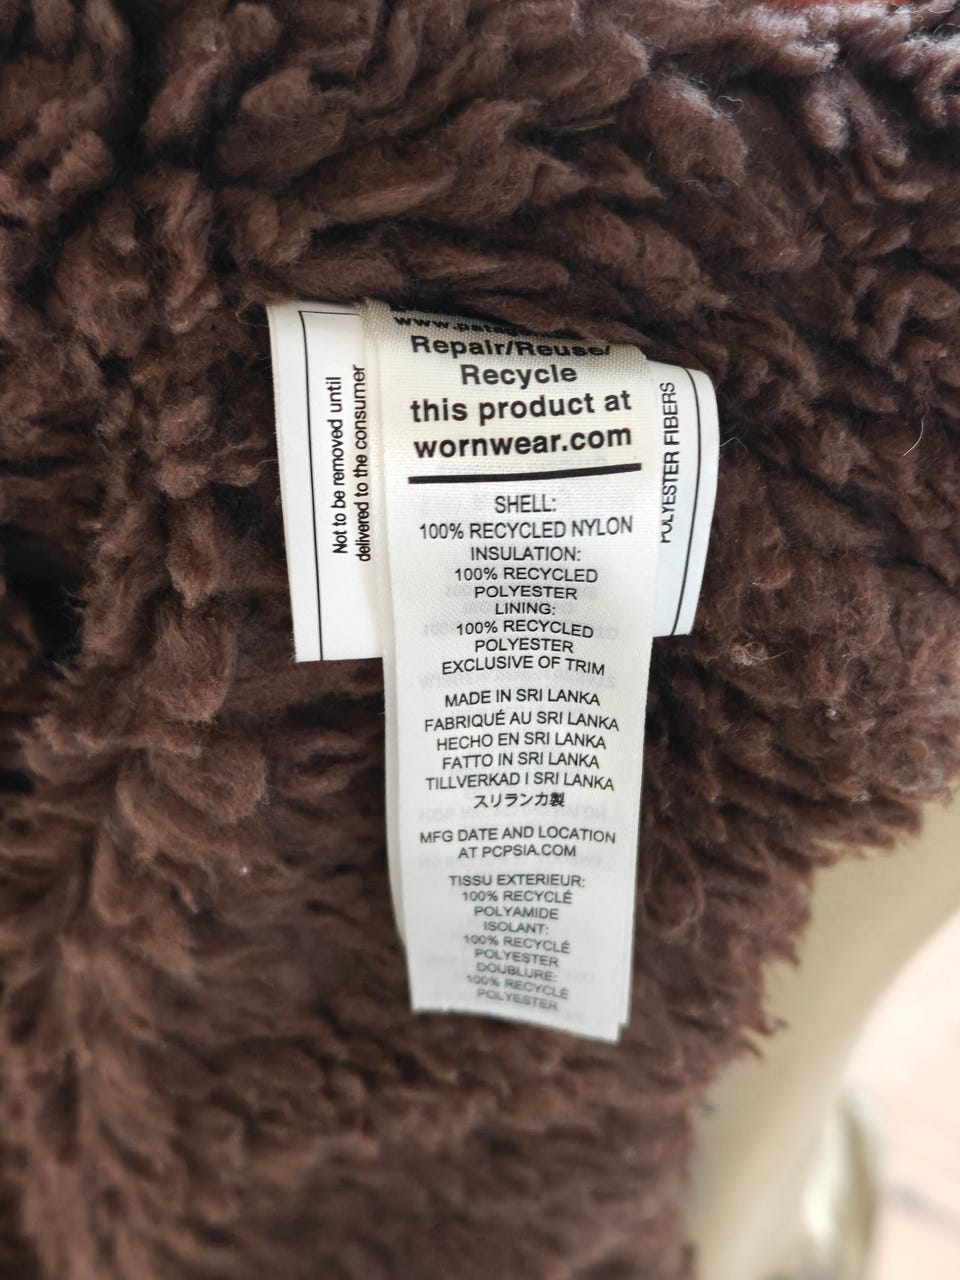 Not to be removed until
delivered to the consumer
Repair/Reuse/
Recycle
this product at
wornwear.com
SHELL:
100% RECYCLED NYLON
INSULATION:
100% RECYCLED
POLYESTER
LINING:
100% RECYCLED
POLYESTER
EXCLUSIVE OF TRIM
MADE IN SRI LANKA
FABRIQUÉ AU SRI LANKA
HECHO EN SRI LANKA
FATTO IN SRI LANKA
TILLVERKAD I SRI LANKA
スリランカ製
MFG DATE AND LOCATION
AT PCPSIA.COM
TISSU EXTERIEUR:
100% RECYCLÉ
POLYAMIDE
ISOLANT:
100% RECYCLÉ
POLYESTER
DOUBLURE:
100% RECYCLÉ
POLYESTER
POLYESTER FIBERS